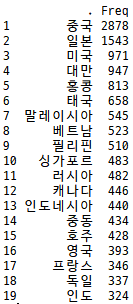 . Freq
1 중국 2878
2 일본 1543
3 미국 971
4 대만 947
5 홍콩 813
6 태국 658
7 말레이시아 545
8 베트남 523
9 필리핀 510
10 싱가포르 483
11 러시아 482
12 캐나다 446
13 인도네시아 440
14 중동 434
15 호주 428
16 영국 393
17 프랑스 346
18 독일 337
19 인도 324